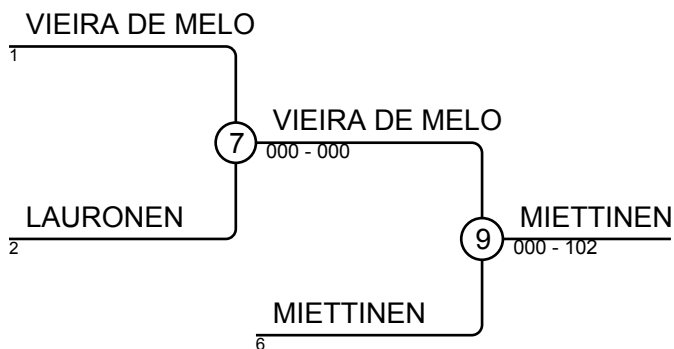 VIEIRA DE MELO
1
7
VIEIRA DE MELO
000 - 000
LAURONEN
2
9
MIETTINEN
000 - 102
MIETTINEN
6